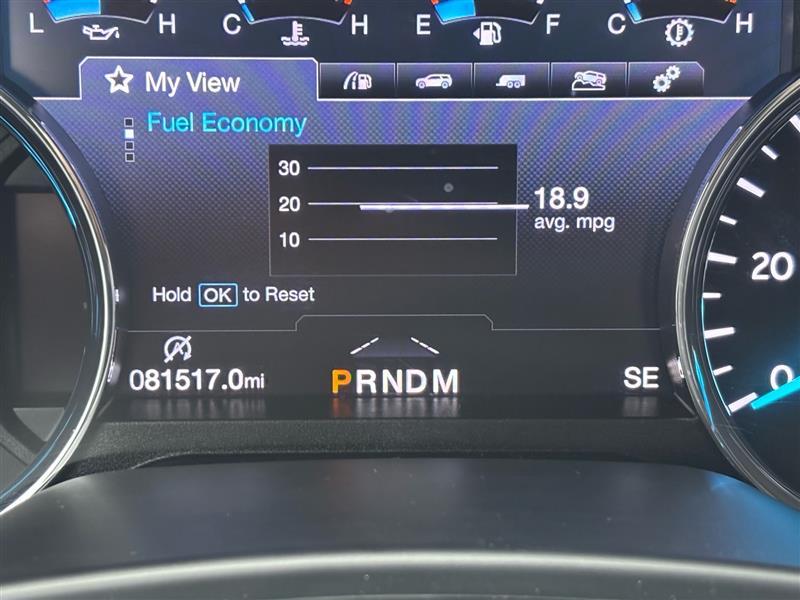 L H C H E F C H
My View
Fuel Economy
30
20
10
18.9
avg. mpg
Hold OK to Reset
081517.0mi
PRNDM
SE
20
0